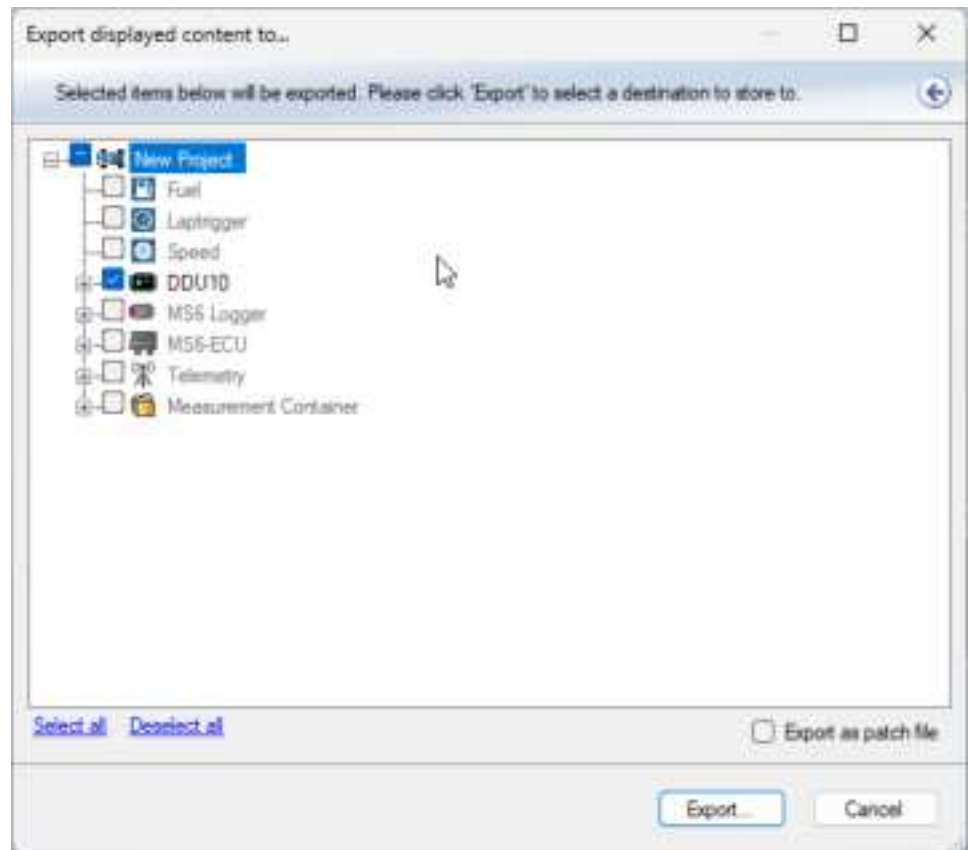 Export displayed content to...
Selected items below will be exported. Please click 'Export' to select a destination to store to.
New Project
Fuel
Laptrigger
Speed
DDU10
MS6 Logger
MS6-ECU
Telemetry
Measurement Container
Select all Deselect all
Export as patch file
Export... Cancel